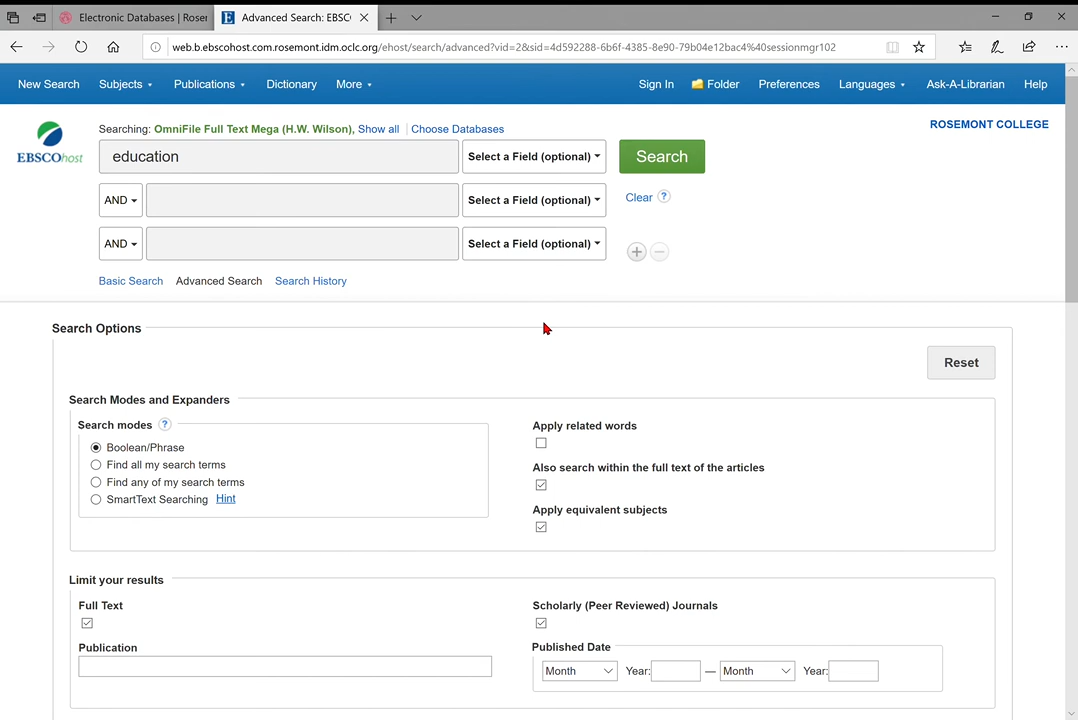 Electronic Databases | Roser
Advanced Search: EBSC
web.b.ebscohost.com.rosemont.idm.oclc.org/ehost/search/advanced?vid=2&sid=4d592288-6b6f-4385-8e90-79b04e12bac4%40sessionmgr102
New Search Subjects Publications Dictionary More Sign In Folder Preferences Languages Ask-A-Librarian Help
EBSCOhost
Searching: OmniFile Full Text Mega (H.W. Wilson), Show all | Choose Databases
ROSEMONT COLLEGE
education Select a Field (optional) Search
AND Select a Field (optional) Clear ?
AND Select a Field (optional)
Basic Search Advanced Search Search History
Search Options
Reset
Search Modes and Expanders
Search modes ?
Boolean/Phrase
Find all my search terms
Find any of my search terms
SmartText Searching Hint
Apply related words
Also search within the full text of the articles
Apply equivalent subjects
Limit your results
Full Text
Scholarly (Peer Reviewed) Journals
Publication
Published Date
Month Year: — Month Year: